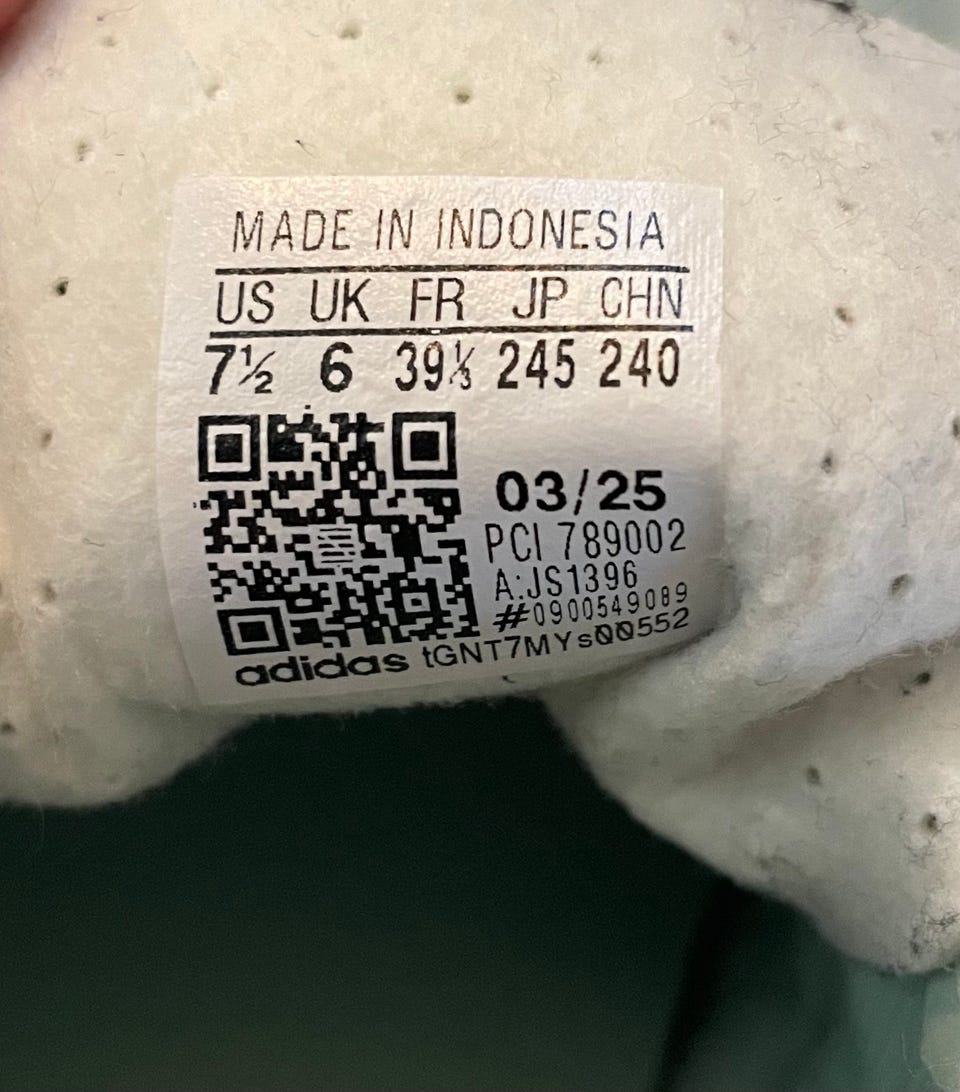 MADE IN INDONESIA
US UK FR JP CHN
7½ 6 39⅓ 245 240
03/25
PCI 789002
A:JS1396
#0900549089
adidas tGNT7MYs00552